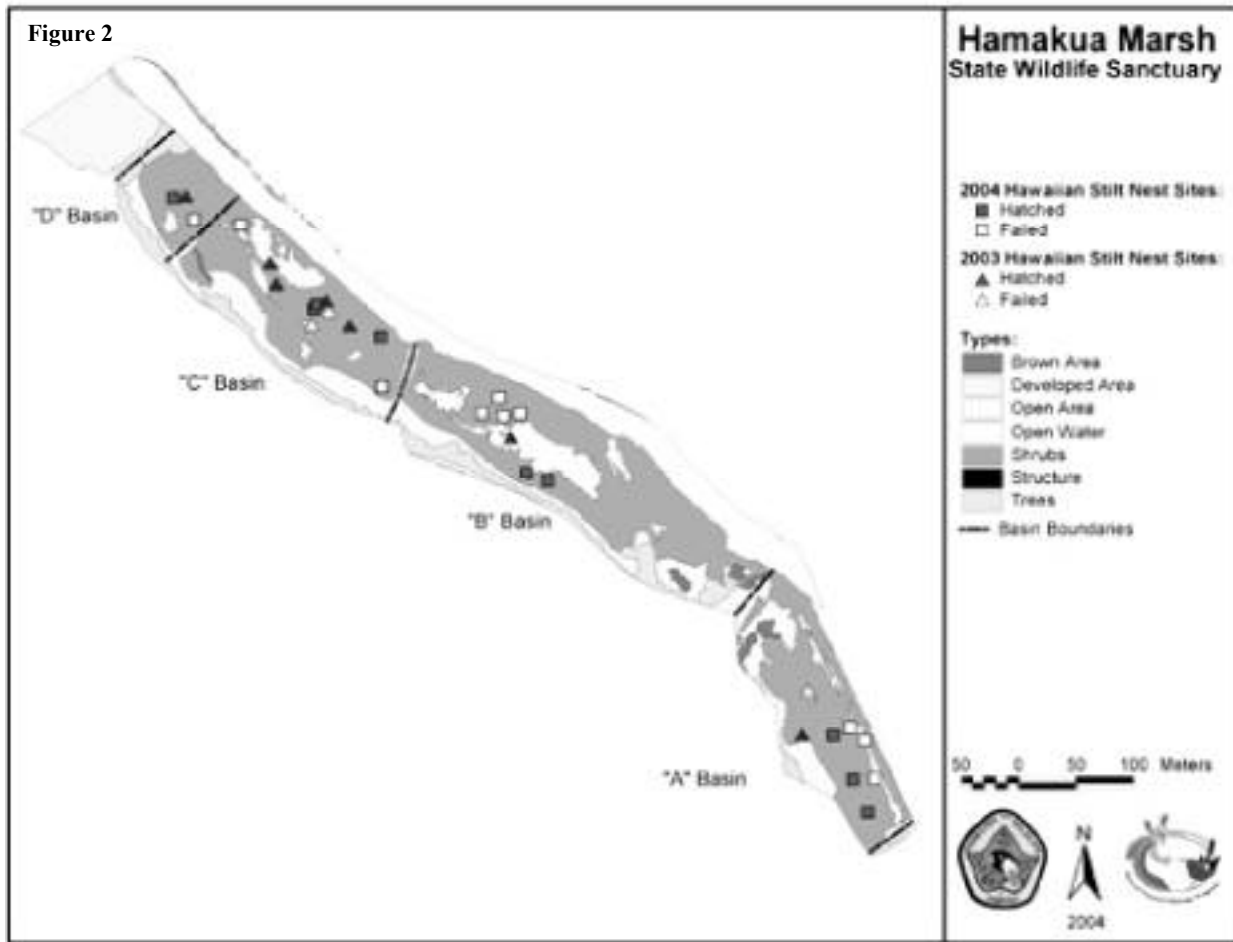 Figure 2
Hamakua Marsh
State Wildlife Sanctuary
2004 Hawaiian Stilt Nest Sites:
Hatched
Failed
2003 Hawaiian Stilt Nest Sites:
Hatched
Failed
Types:
Brown Area
Developed Area
Open Area
Open Water
Shrubs
Structure
Trees
Basin Boundaries
"D" Basin
"C" Basin
"B" Basin
"A" Basin
50 0 50 100 Meters
N
2004